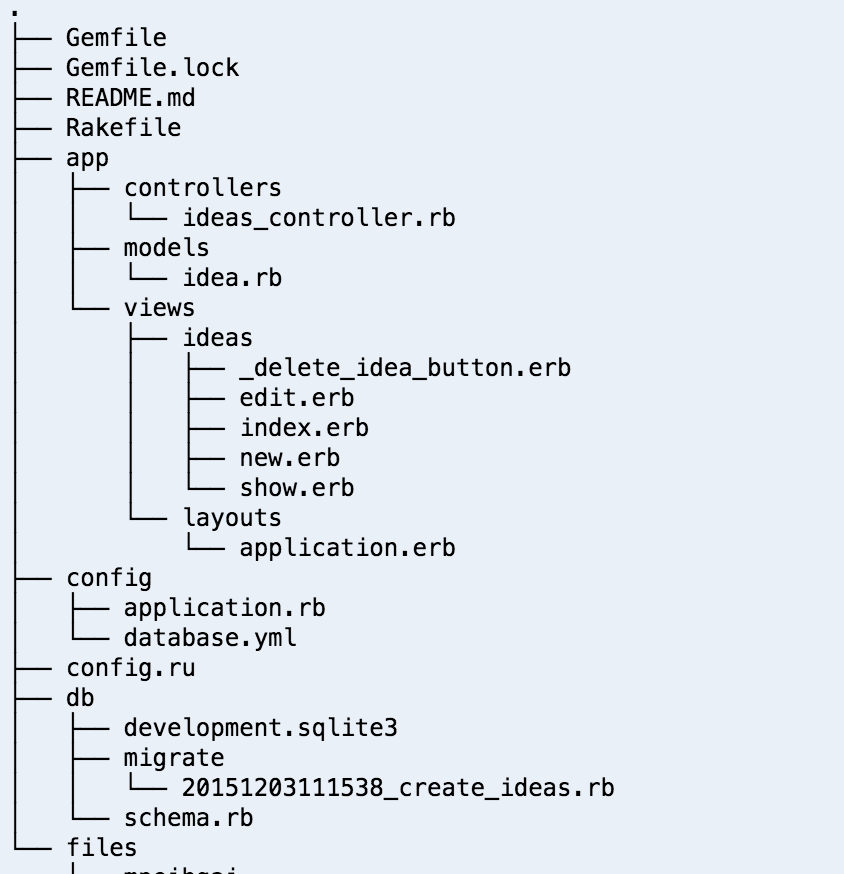 .
├── Gemfile
├── Gemfile.lock
├── README.md
├── Rakefile
├── app
│   ├── controllers
│   │   └── ideas_controller.rb
│   ├── models
│   │   └── idea.rb
│   └── views
│       ├── ideas
│       │   ├── _delete_idea_button.erb
│       │   ├── edit.erb
│       │   ├── index.erb
│       │   ├── new.erb
│       │   └── show.erb
│       └── layouts
│           └── application.erb
├── config
│   ├── application.rb
│   └── database.yml
├── config.ru
├── db
│   ├── development.sqlite3
│   ├── migrate
│   │   └── 20151203111538_create_ideas.rb
│   └── schema.rb
└── files